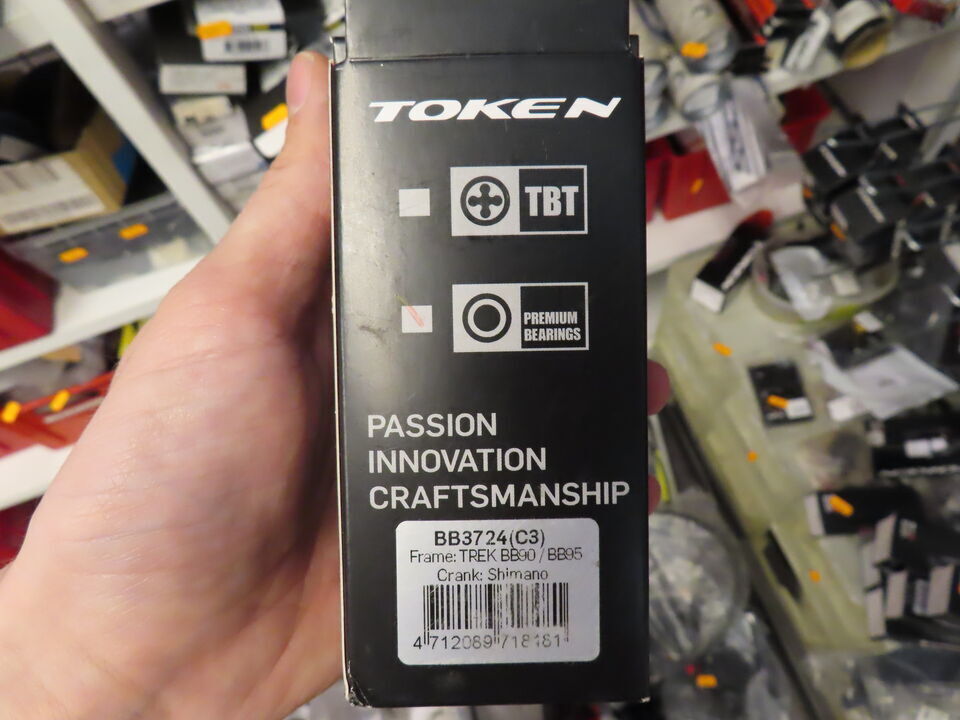 TOKEN
TBT
PREMIUM
BEARINGS
PASSION
INNOVATION
CRAFTSMANSHIP
BB3724(C3)
Frame: TREK BB90 / BB95
Crank: Shimano
4 712089 718181